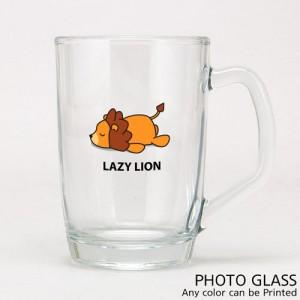 LAZY LION
PHOTO GLASS
Any color can be Printed